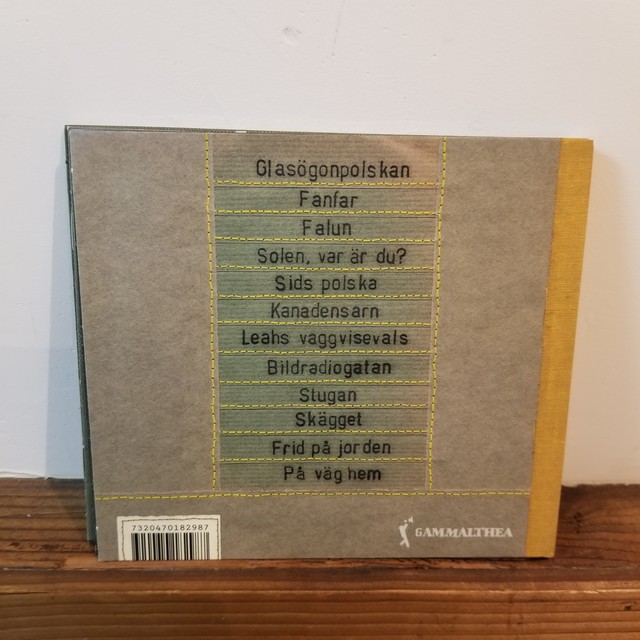 Glasögonpolskan
Fanfar
Falun
Solen, var är du?
Sids polska
Kanadensarn
Leahs vaggvisevals
Bildradiogatan
Stugan
Skägget
Frid på jorden
På väg hem
7320470182987
GAMMALTHEA